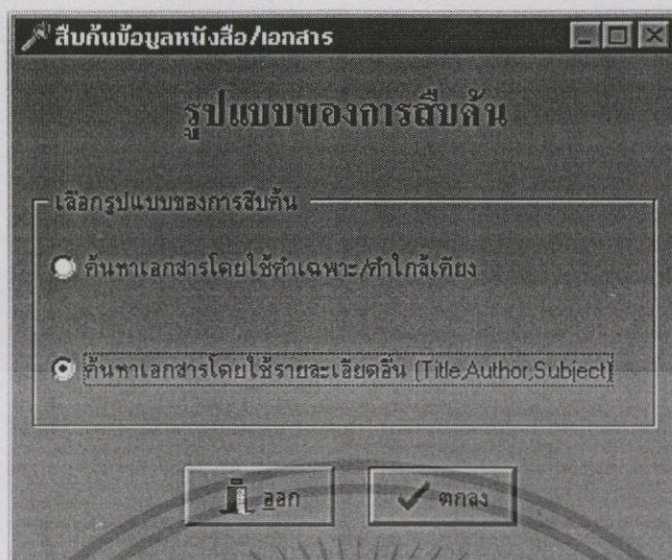 สืบค้นข้อมูลหนังสือ/เอกสาร
รูปแบบของการสืบค้น
เลือกรูปแบบของการสืบค้น
ค้นหาเอกสารโดยใช้คำเฉพาะ/คำใกล้เคียง
ค้นหาเอกสารโดยใช้รายละเอียดอื่น (Title,Author,Subject)
ออก
ตกลง